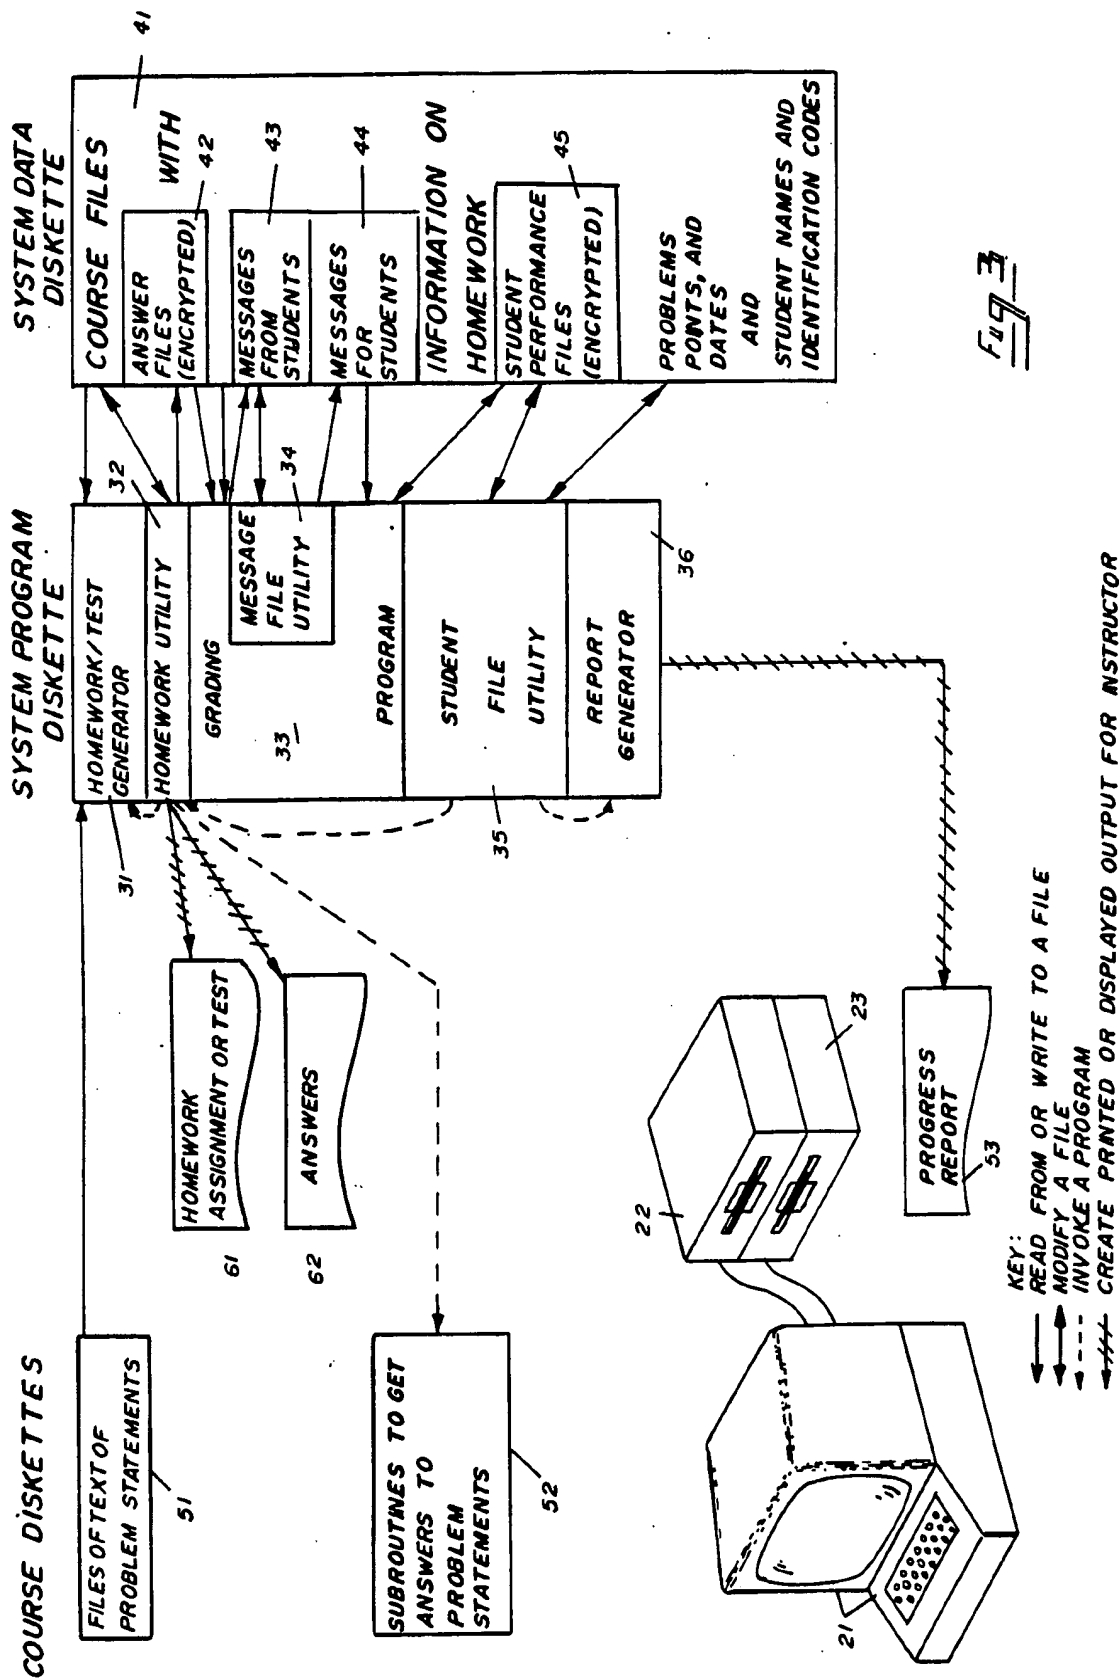 COURSE DISKETTES
FILES OF TEXT OF
PROBLEM STATEMENTS
51
SUBROUTINES TO GET
ANSWERS TO
PROBLEM
STATEMENTS
52
HOMEWORK
ASSIGNMENT OR TEST
61
ANSWERS
62
SYSTEM PROGRAM
DISKETTE
HOMEWORK/TEST
GENERATOR
31
HOMEWORK UTILITY
32
GRADING
33
PROGRAM
MESSAGE
FILE
UTILITY
34
STUDENT
FILE
UTILITY
35
REPORT
GENERATOR
36
SYSTEM DATA
DISKETTE
COURSE FILES
41
WITH
ANSWER
FILES
(ENCRYPTED)
42
MESSAGES
FROM
STUDENTS
43
MESSAGES
FOR
STUDENTS
44
INFORMATION ON
HOMEWORK
STUDENT
PERFORMANCE
FILES
(ENCRYPTED)
45
PROBLEMS
POINTS, AND
DATES
AND
STUDENT NAMES AND
IDENTIFICATION CODES
21
22
23
PROGRESS
REPORT
53
KEY:
READ FROM OR WRITE TO A FILE
MODIFY A FILE
INVOKE A PROGRAM
CREATE PRINTED OR DISPLAYED OUTPUT FOR INSTRUCTOR
Fig 3